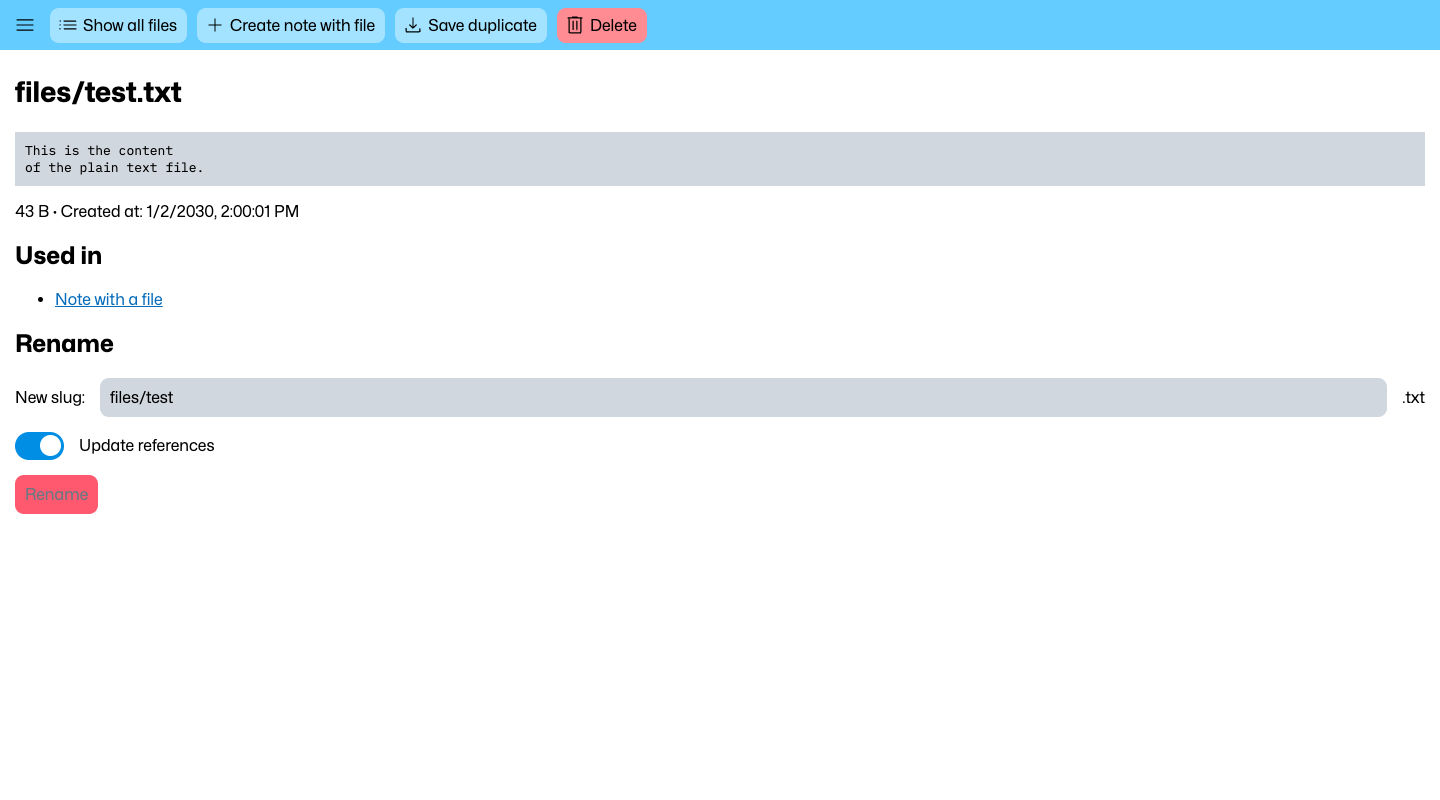 Show all files Create note with file Save duplicate Delete
files/test.txt
This is the content
of the plain text file.
43 B • Created at: 1/2/2030, 2:00:01 PM
Used in
• Note with a file
Rename
New slug: files/test .txt
Update references
Rename